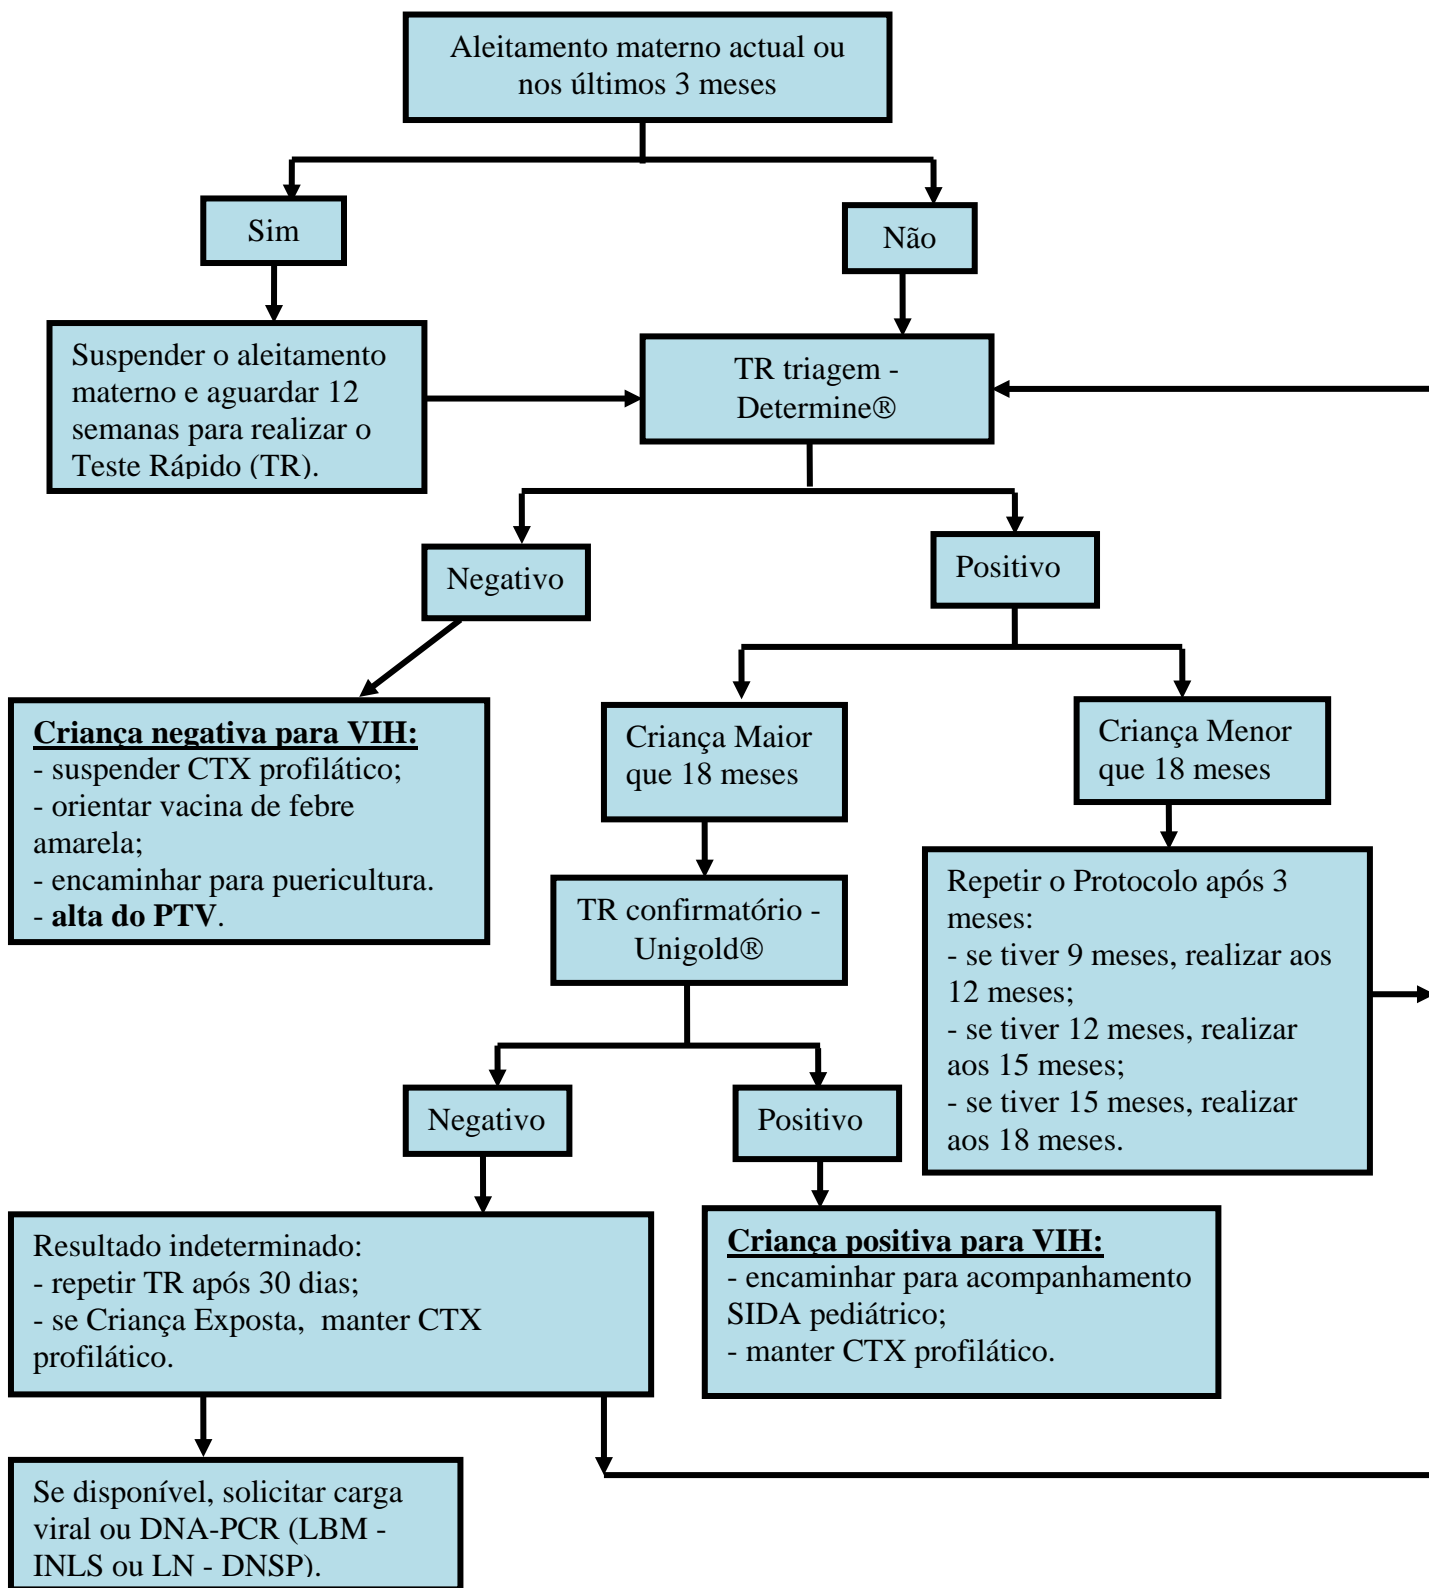 Aleitamento materno actual ou
nos últimos 3 meses
Sim
Não
Suspender o aleitamento
materno e aguardar 12
semanas para realizar o
Teste Rápido (TR).
TR triagem -
Determine®
Negativo
Positivo
Criança negativa para VIH:
- suspender CTX profilático;
- orientar vacina de febre
amarela;
- encaminhar para puericultura.
- alta do PTV.
Criança Maior
que 18 meses
Criança Menor
que 18 meses
TR confirmatório -
Unigold®
Repetir o Protocolo após 3
meses:
- se tiver 9 meses, realizar aos
12 meses;
- se tiver 12 meses, realizar
aos 15 meses;
- se tiver 15 meses, realizar
aos 18 meses.
Negativo
Positivo
Resultado indeterminado:
- repetir TR após 30 dias;
- se Criança Exposta,  manter CTX
profilático.
Criança positiva para VIH:
- encaminhar para acompanhamento
SIDA pediátrico;
- manter CTX profilático.
Se disponível, solicitar carga
viral ou DNA-PCR (LBM -
INLS ou LN - DNSP).